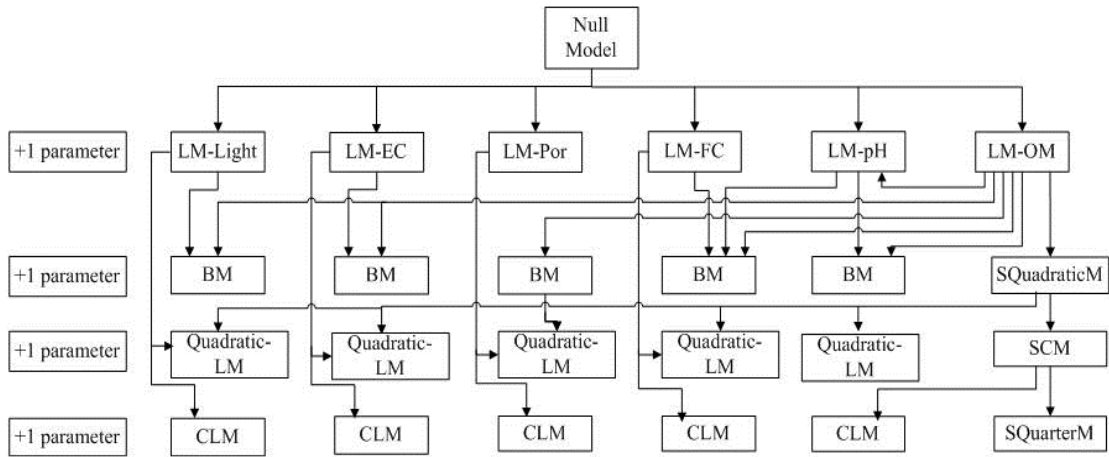 Null
Model
+1 parameter
LM-Light
LM-EC
LM-Por
LM-FC
LM-pH
LM-OM
+1 parameter
BM
BM
BM
BM
BM
SQuadraticM
+1 parameter
Quadratic-
LM
Quadratic-
LM
Quadratic-
LM
Quadratic-
LM
Quadratic-
LM
SCM
+1 parameter
CLM
CLM
CLM
CLM
CLM
SQuarterM